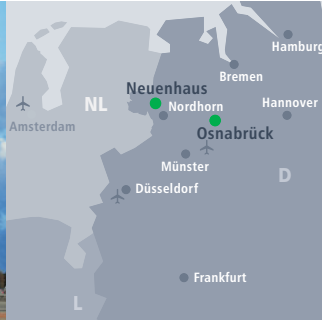 Hamburg
Bremen
Neuenhaus
NL
Nordhorn
Hannover
Amsterdam
Osnabrück
Münster
D
Düsseldorf
Frankfurt
L